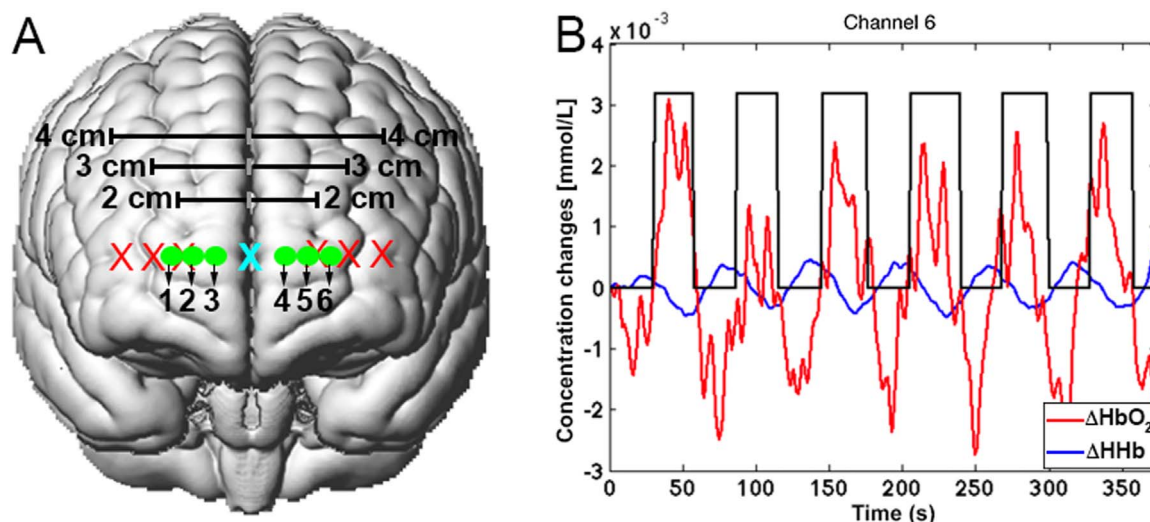 A
4 cm 4 cm
3 cm 3 cm
2 cm 2 cm
X X X X X X X
1 2 3 4 5 6
B
Channel 6
x 10⁻³
4
3
2
1
0
-1
-2
-3
Concentration changes [mmol/L]
0 50 100 150 200 250 300 350
Time (s)
ΔHbO₂
ΔHHb